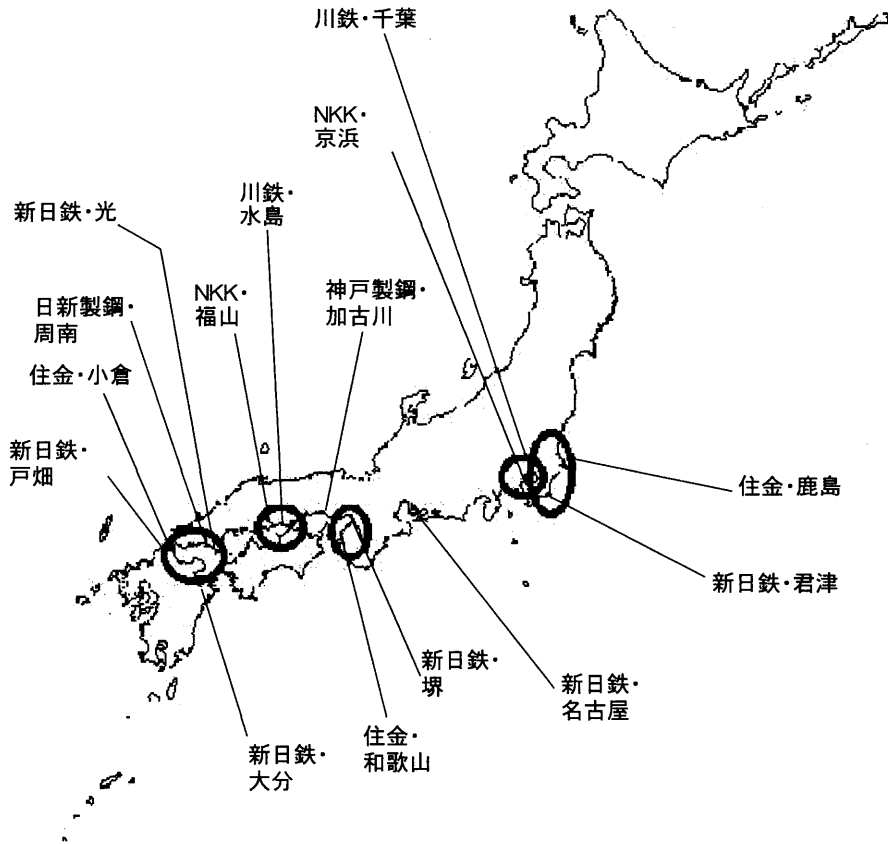 川鉄・千葉
NKK・
京浜
川鉄・
水島
新日鉄・光
NKK・
福山
神戸製鋼・
加古川
日新製鋼・
周南
住金・小倉
新日鉄・
戸畑
住金・鹿島
新日鉄・君津
新日鉄・
堺
新日鉄・
名古屋
住金・
和歌山
新日鉄・
大分